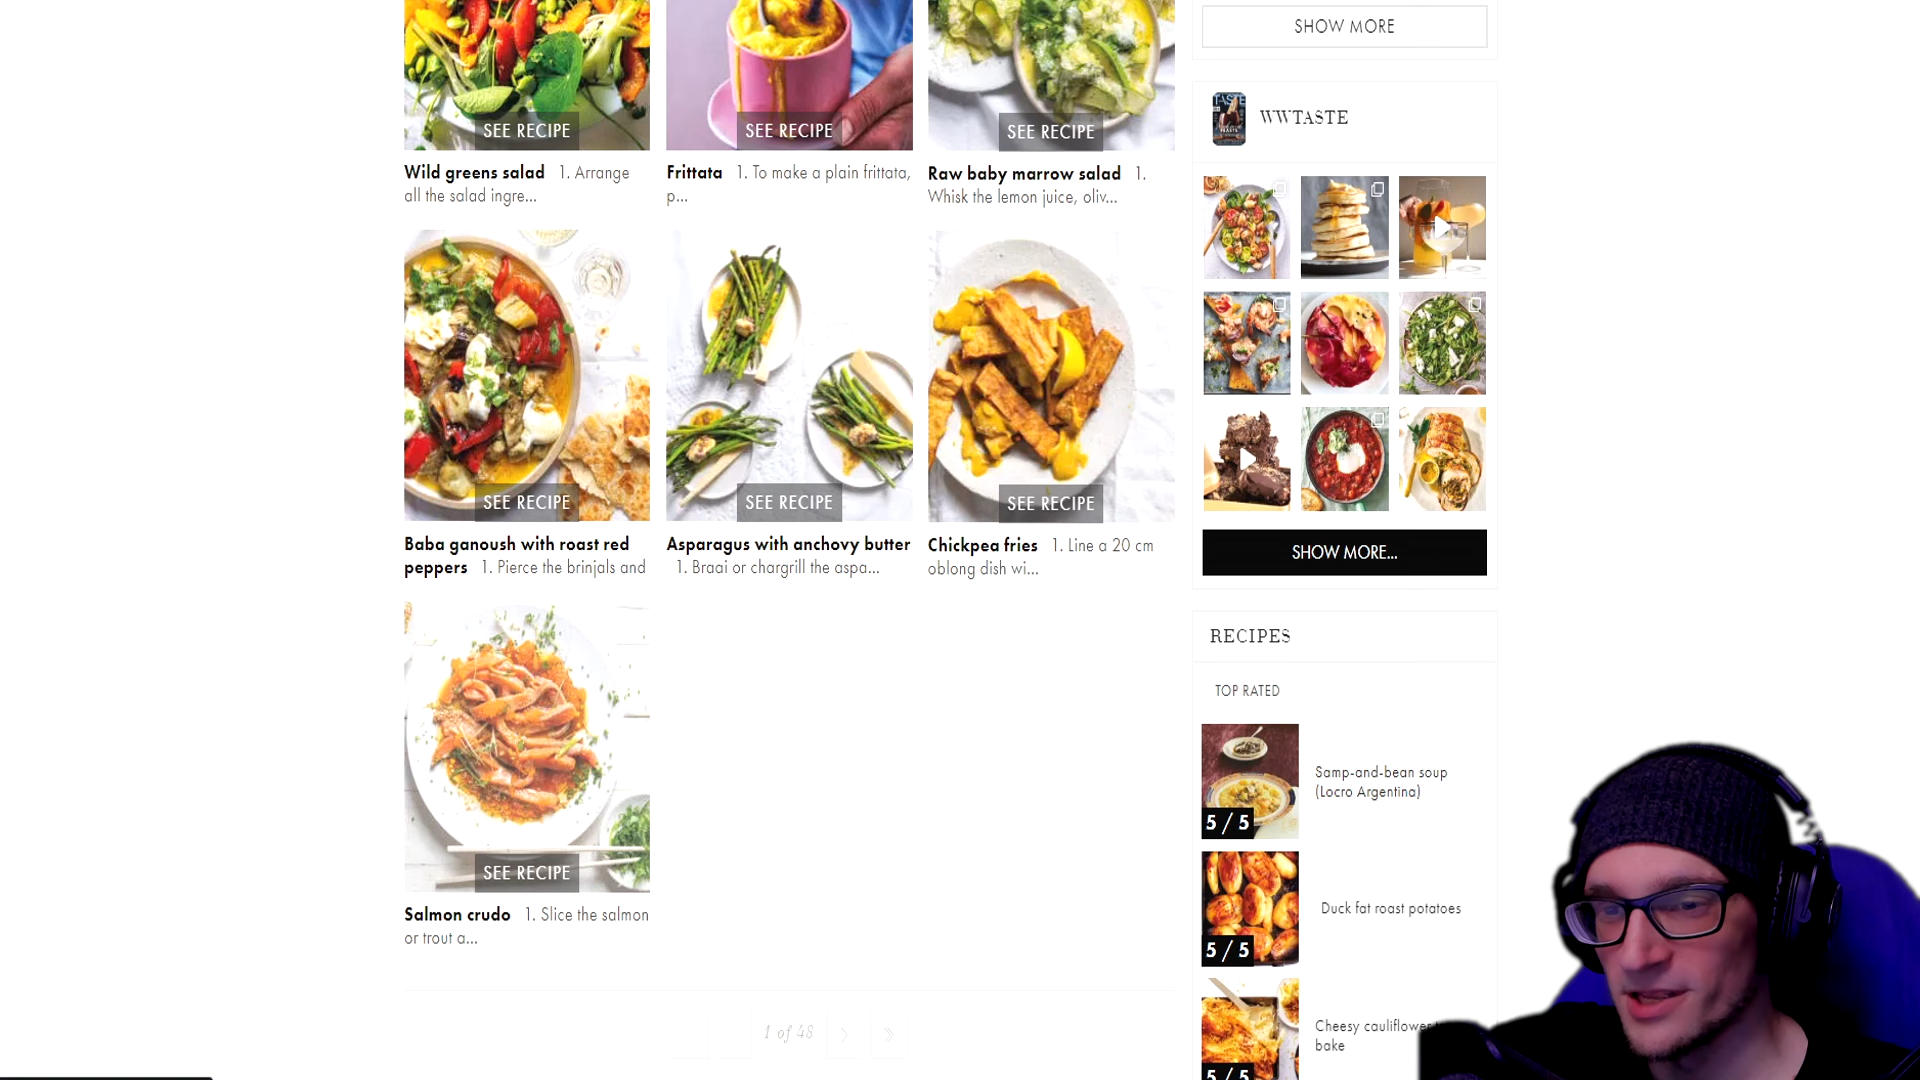 SEE RECIPE
Wild greens salad 1. Arrange
all the salad ingre...
SEE RECIPE
Frittata 1. To make a plain frittata,
p...
SEE RECIPE
Raw baby marrow salad 1.
Whisk the lemon juice, oliv...
SEE RECIPE
Baba ganoush with roast red
peppers 1. Pierce the brinjals and
SEE RECIPE
Asparagus with anchovy butter
1. Braai or chargrill the aspa...
SEE RECIPE
Chickpea fries 1. Line a 20 cm
oblong dish wi...
SEE RECIPE
Salmon crudo 1. Slice the salmon
or trout a...
1 of 48 › »
SHOW MORE
TASTE
WWTASTE
SHOW MORE...
RECIPES
TOP RATED
5 / 5
Samp-and-bean soup
(Locro Argentina)
5 / 5
Duck fat roast potatoes
5 / 5
Cheesy cauliflower
bake